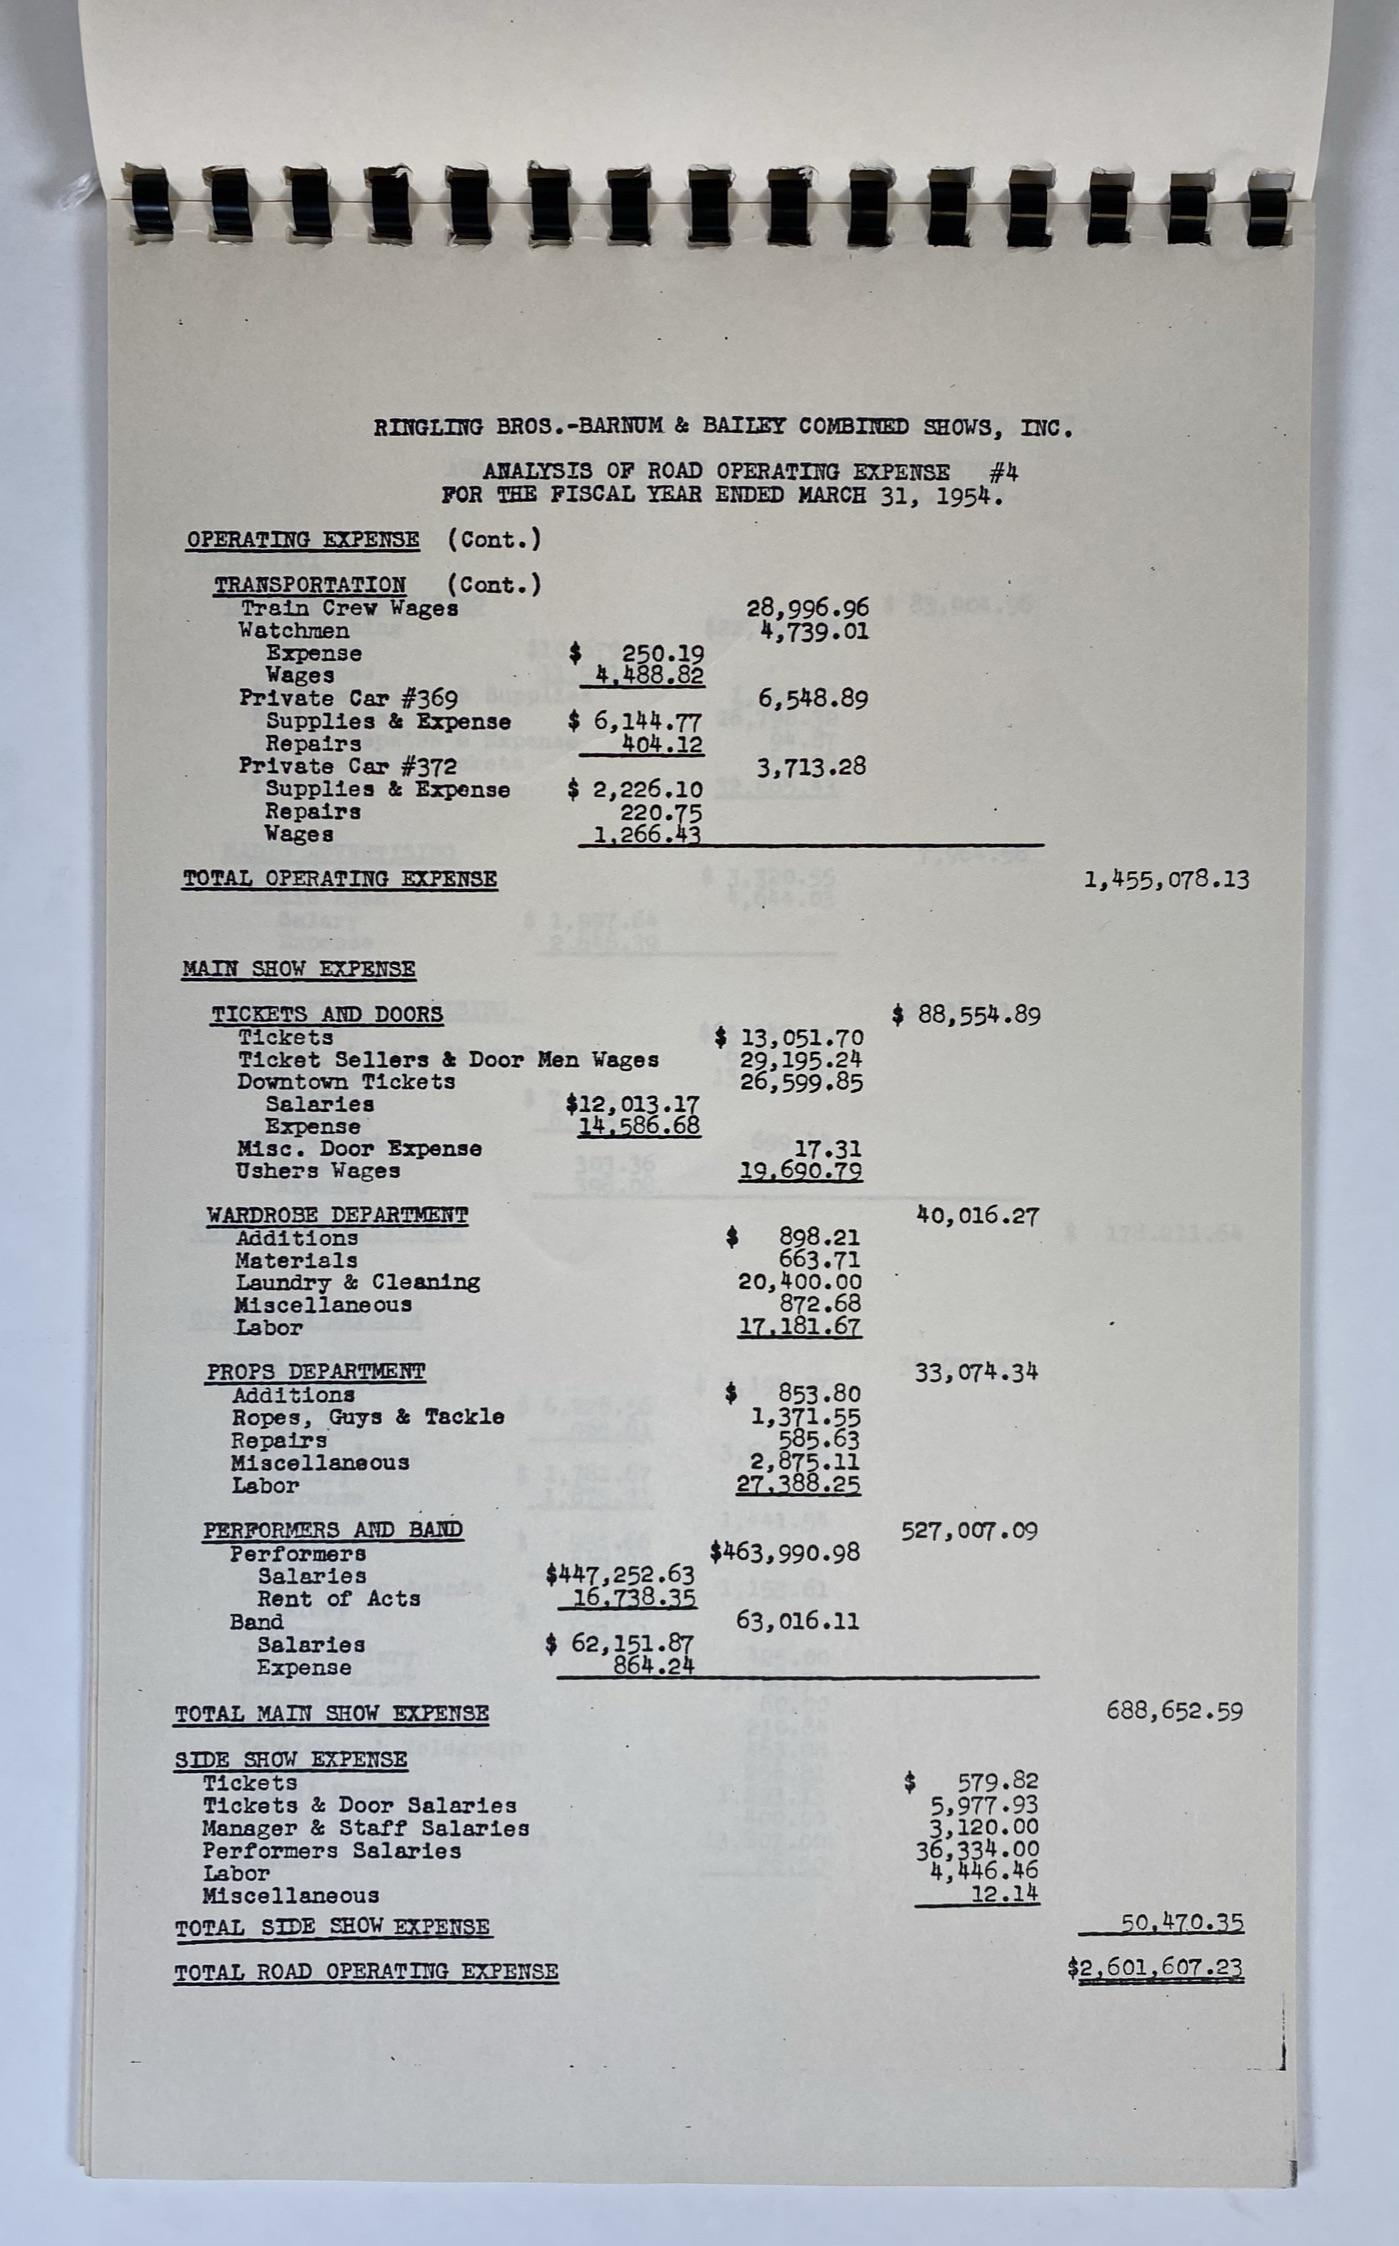 RINGLING BROS.-BARNUM & BAILEY COMBINED SHOWS, INC.
ANALYSIS OF ROAD OPERATING EXPENSE #4
FOR THE FISCAL YEAR ENDED MARCH 31, 1954.
OPERATING EXPENSE (Cont.)
TRANSPORTATION (Cont.)
Train Crew Wages 28,996.96
Watchmen 4,739.01
Expense $ 250.19
Wages 4,488.82
Private Car #369 6,548.89
Supplies & Expense $ 6,144.77
Repairs 404.12
Private Car #372 3,713.28
Supplies & Expense $ 2,226.10
Repairs 220.75
Wages 1,266.43
TOTAL OPERATING EXPENSE 1,455,078.13
MAIN SHOW EXPENSE
TICKETS AND DOORS $ 88,554.89
Tickets $ 13,051.70
Ticket Sellers & Door Men Wages 29,195.24
Downtown Tickets 26,599.85
Salaries $12,013.17
Expense 14,586.68
Misc. Door Expense 17.31
Ushers Wages 19,690.79
WARDROBE DEPARTMENT 40,016.27
Additions $ 898.21
Materials 663.71
Laundry & Cleaning 20,400.00
Miscellaneous 872.68
Labor 17,181.67
PROPS DEPARTMENT 33,074.34
Additions $ 853.80
Ropes, Guys & Tackle 1,371.55
Repairs 585.63
Miscellaneous 2,875.11
Labor 27,388.25
PERFORMERS AND BAND 527,007.09
Performers $463,990.98
Salaries $447,252.63
Rent of Acts 16,738.35
Band 63,016.11
Salaries $ 62,151.87
Expense 864.24
TOTAL MAIN SHOW EXPENSE 688,652.59
SIDE SHOW EXPENSE
Tickets $ 579.82
Tickets & Door Salaries 5,977.93
Manager & Staff Salaries 3,120.00
Performers Salaries 36,334.00
Labor 4,446.46
Miscellaneous 12.14
TOTAL SIDE SHOW EXPENSE 50,470.35
TOTAL ROAD OPERATING EXPENSE $2,601,607.23